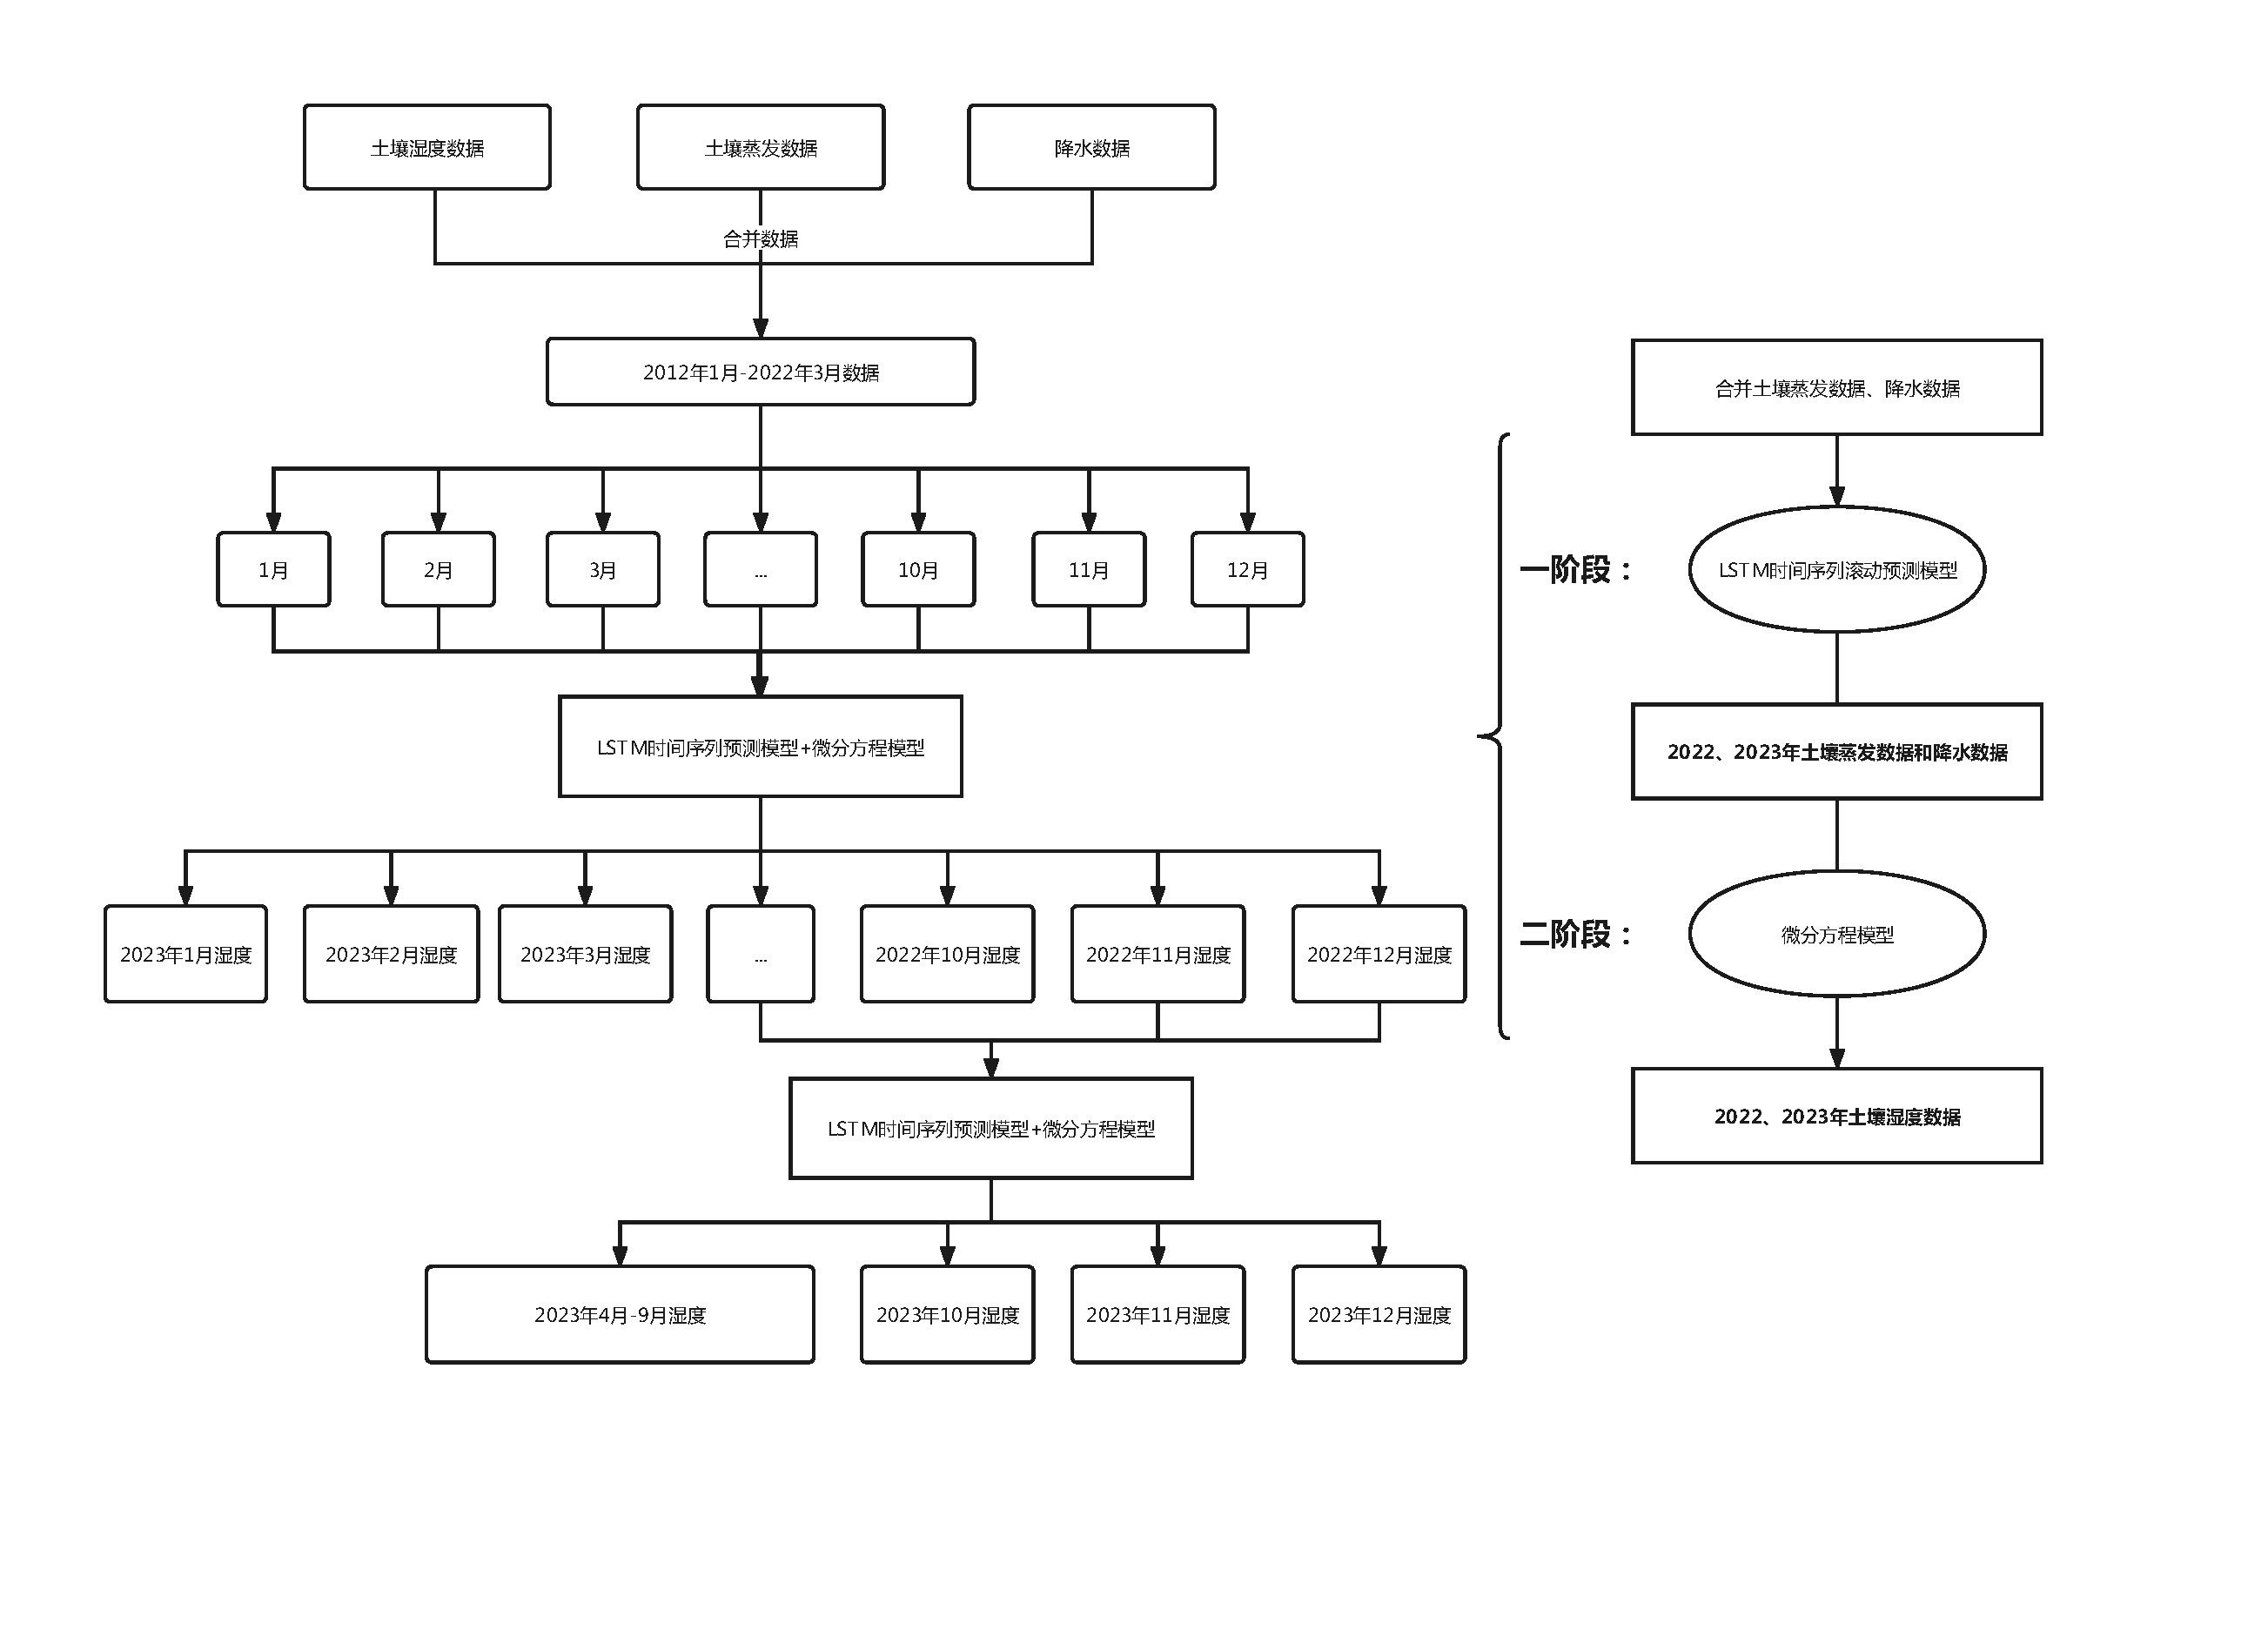 土壤湿度数据
土壤蒸发数据
降水数据
合并数据
2012年1月-2022年3月数据
1月
2月
3月
...
10月
11月
12月
LSTM时间序列预测模型+微分方程模型
2023年1月湿度
2023年2月湿度
2023年3月湿度
...
2022年10月湿度
2022年11月湿度
2022年12月湿度
LSTM时间序列预测模型+微分方程模型
2023年4月-9月湿度
2023年10月湿度
2023年11月湿度
2023年12月湿度
合并土壤蒸发数据、降水数据
一阶段：
LSTM时间序列滚动预测模型
2022、2023年土壤蒸发数据和降水数据
二阶段：
微分方程模型
2022、2023年土壤湿度数据